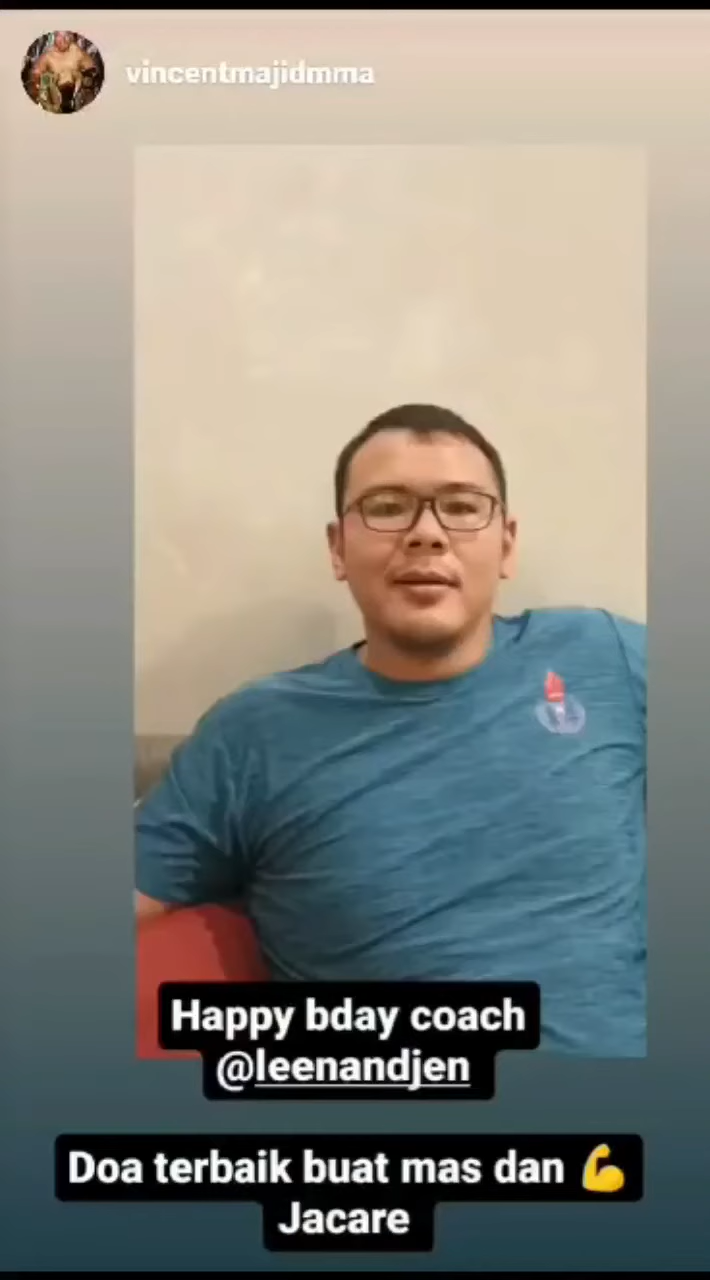 vincentmajidmma
Happy bday coach
@leenandjen
Doa terbaik buat mas dan 💪
Jacare